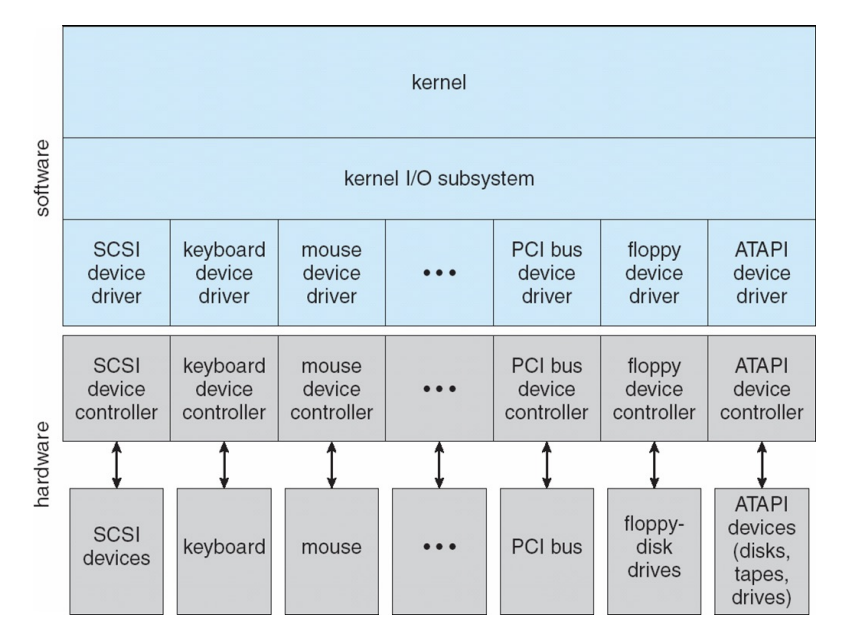 kernel
software
kernel I/O subsystem
SCSI
device
driver
keyboard
device
driver
mouse
device
driver
•••
PCI bus
device
driver
floppy
device
driver
ATAPI
device
driver
hardware
SCSI
device
controller
keyboard
device
controller
mouse
device
controller
•••
PCI bus
device
controller
floppy
device
controller
ATAPI
device
controller
SCSI
devices
keyboard
mouse
•••
PCI bus
floppy-
disk
drives
ATAPI
devices
(disks,
tapes,
drives)